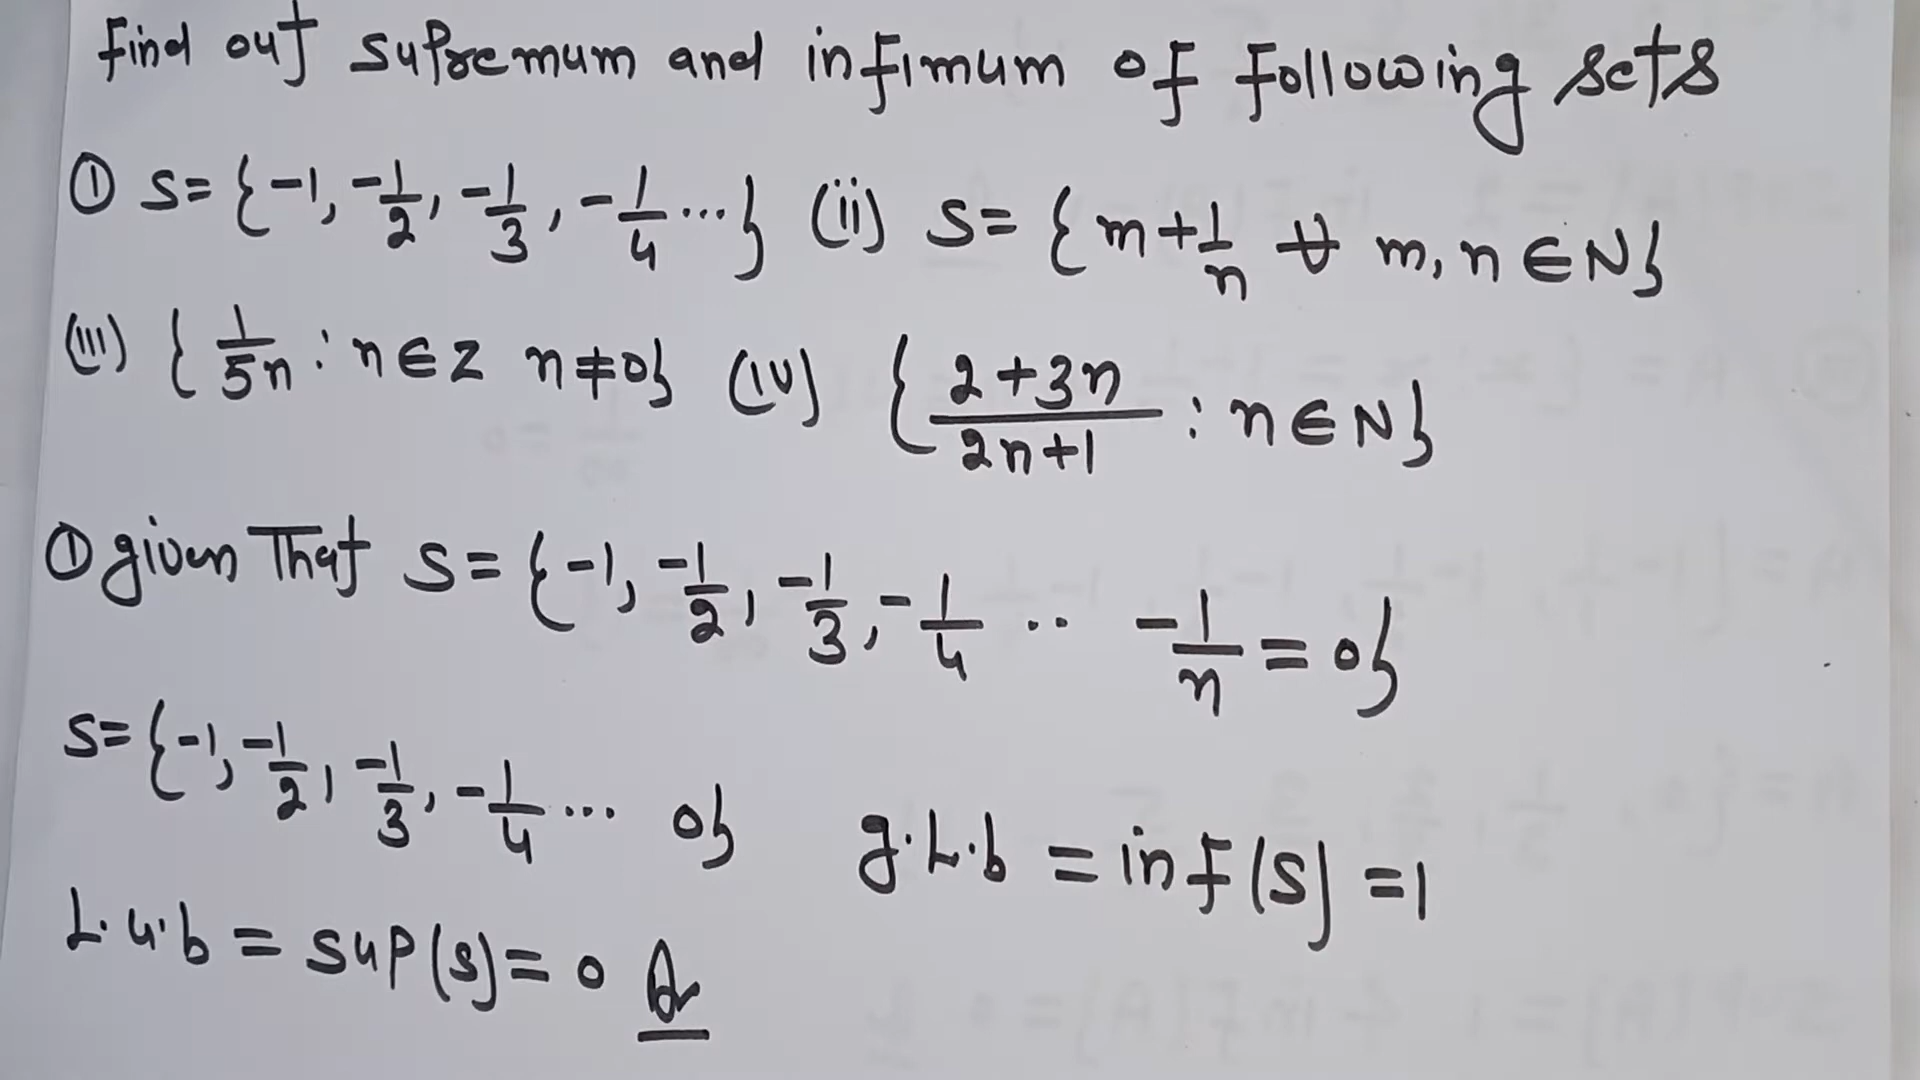 Find out supremum and infimum of following sets
① S={-1, -1/2, -1/3, -1/4 ...} (ii) S= {m+1/n ∀ m, n ∈ N}
(iii) {1/5n : n∈Z n≠0} (iv) {2+3n/2n+1 : n∈N}
① given That S={-1, -1/2, -1/3, -1/4 .. -1/n = 0}
S={-1, -1/2, -1/3, -1/4 ... 0}
g.L.b = inf(S) =1
L.u.b = sup(s)= 0